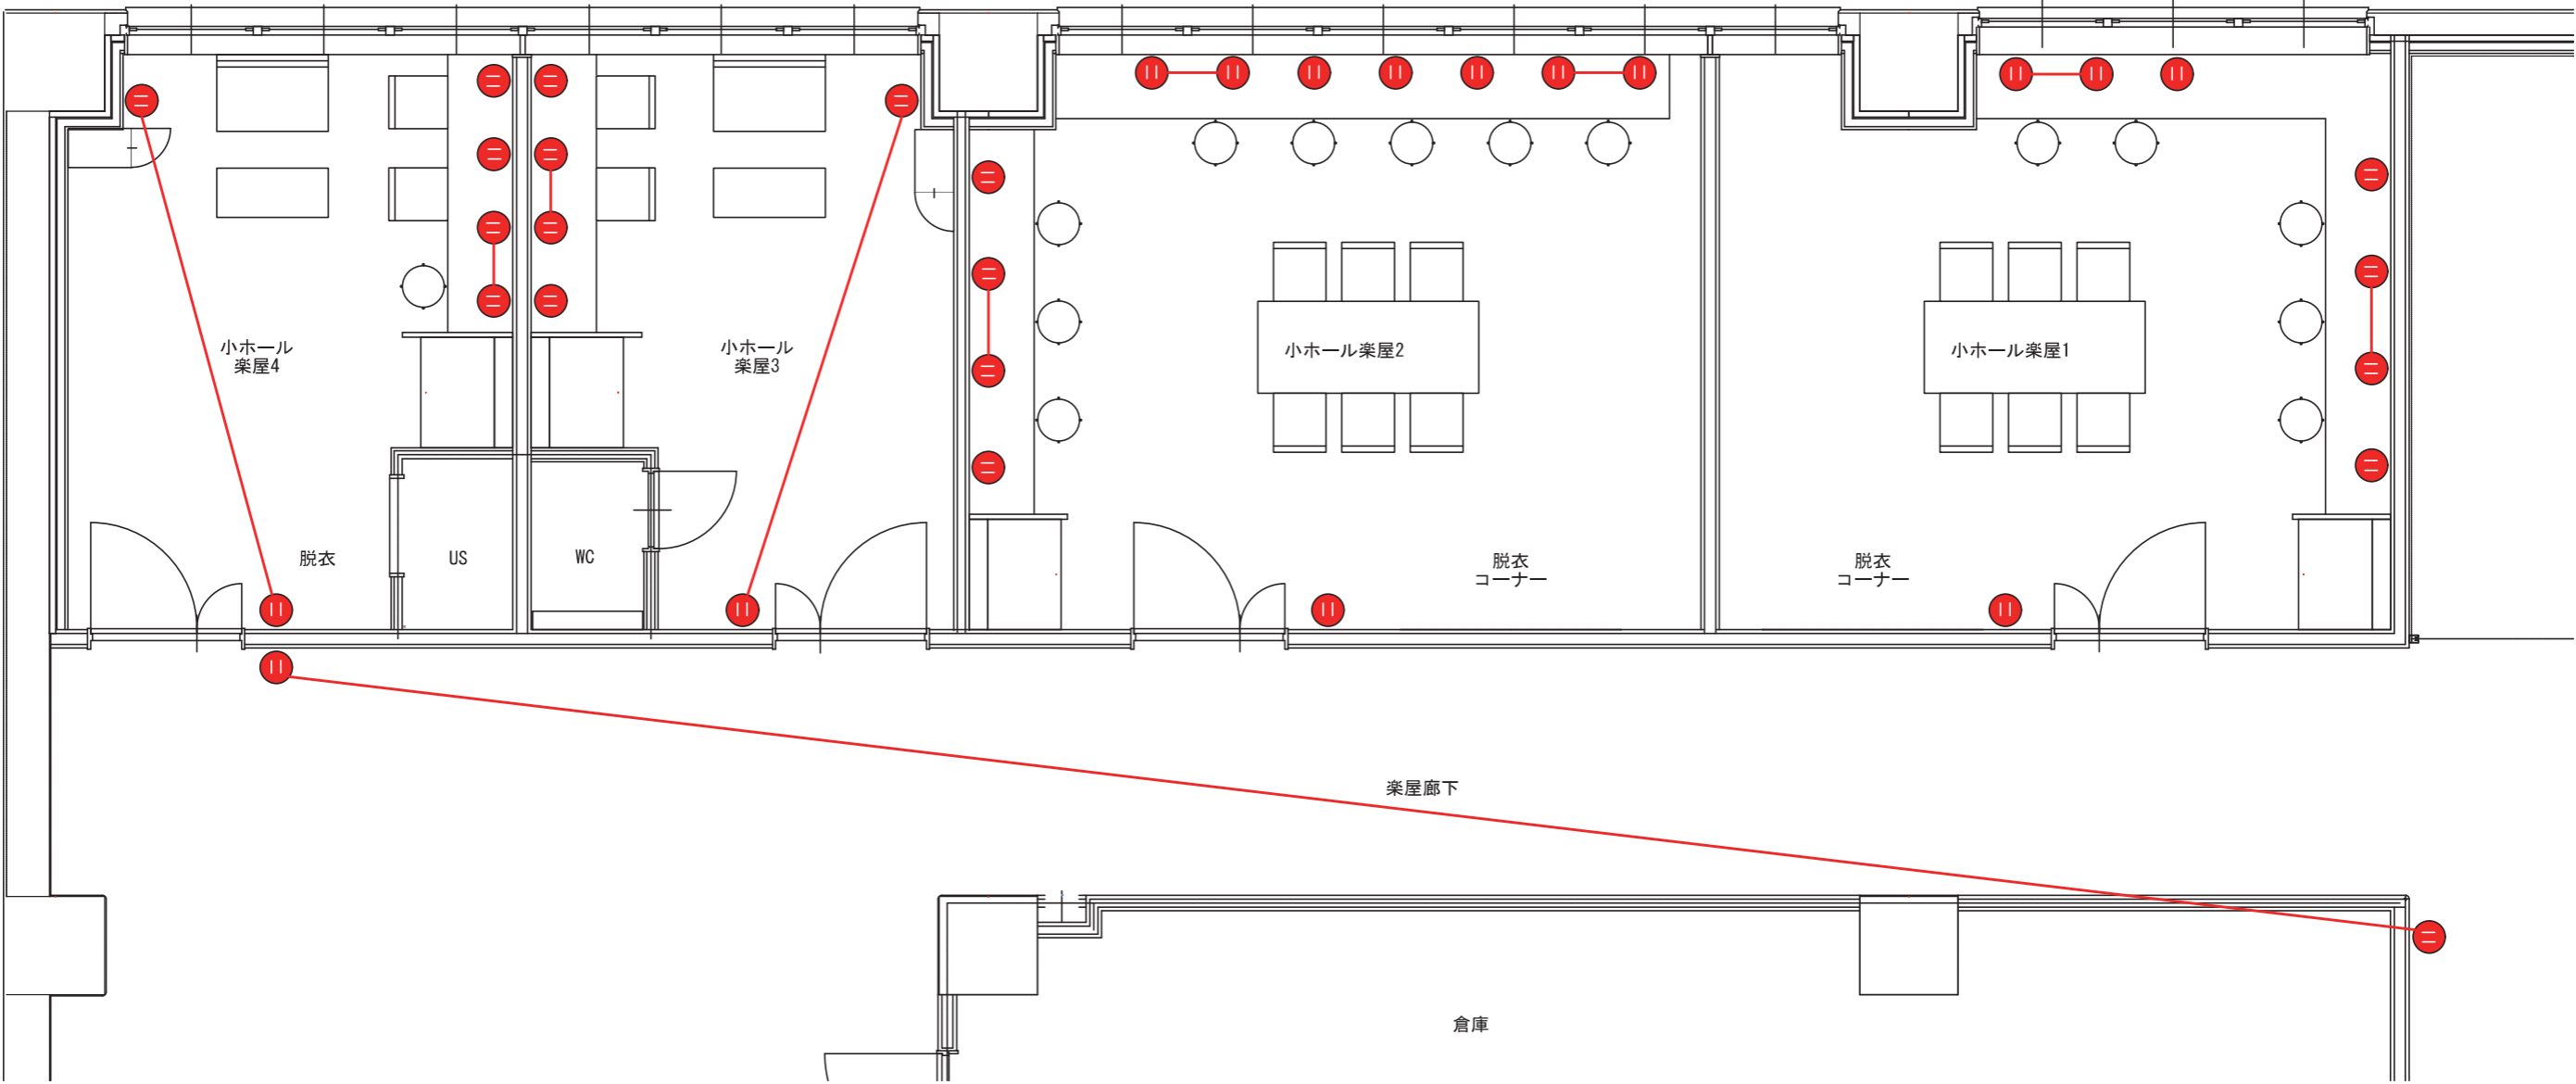 小ホール
楽屋4
小ホール
楽屋3
小ホール楽屋2
小ホール楽屋1
脱衣
US
WC
脱衣
コーナー
脱衣
コーナー
楽屋廊下
倉庫